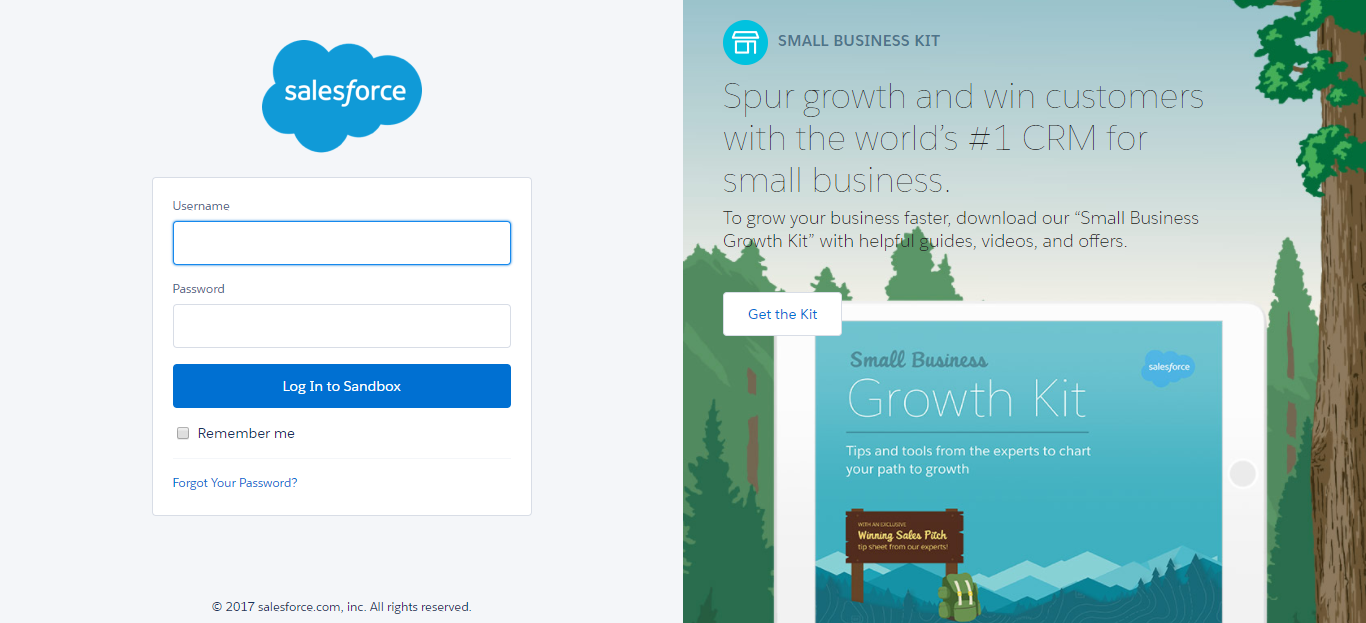 salesforce
Username
Password
Log In to Sandbox
Remember me
Forgot Your Password?
© 2017 salesforce.com, inc. All rights reserved.
SMALL BUSINESS KIT
Spur growth and win customers
with the world’s #1 CRM for
small business.
To grow your business faster, download our “Small Business
Growth Kit” with helpful guides, videos, and offers.
Get the Kit
Small Business
salesforce
Growth Kit
Tips and tools from the experts to chart
your path to growth
WITH AN EXCLUSIVE
Winning Sales Pitch
tip sheet from our experts!